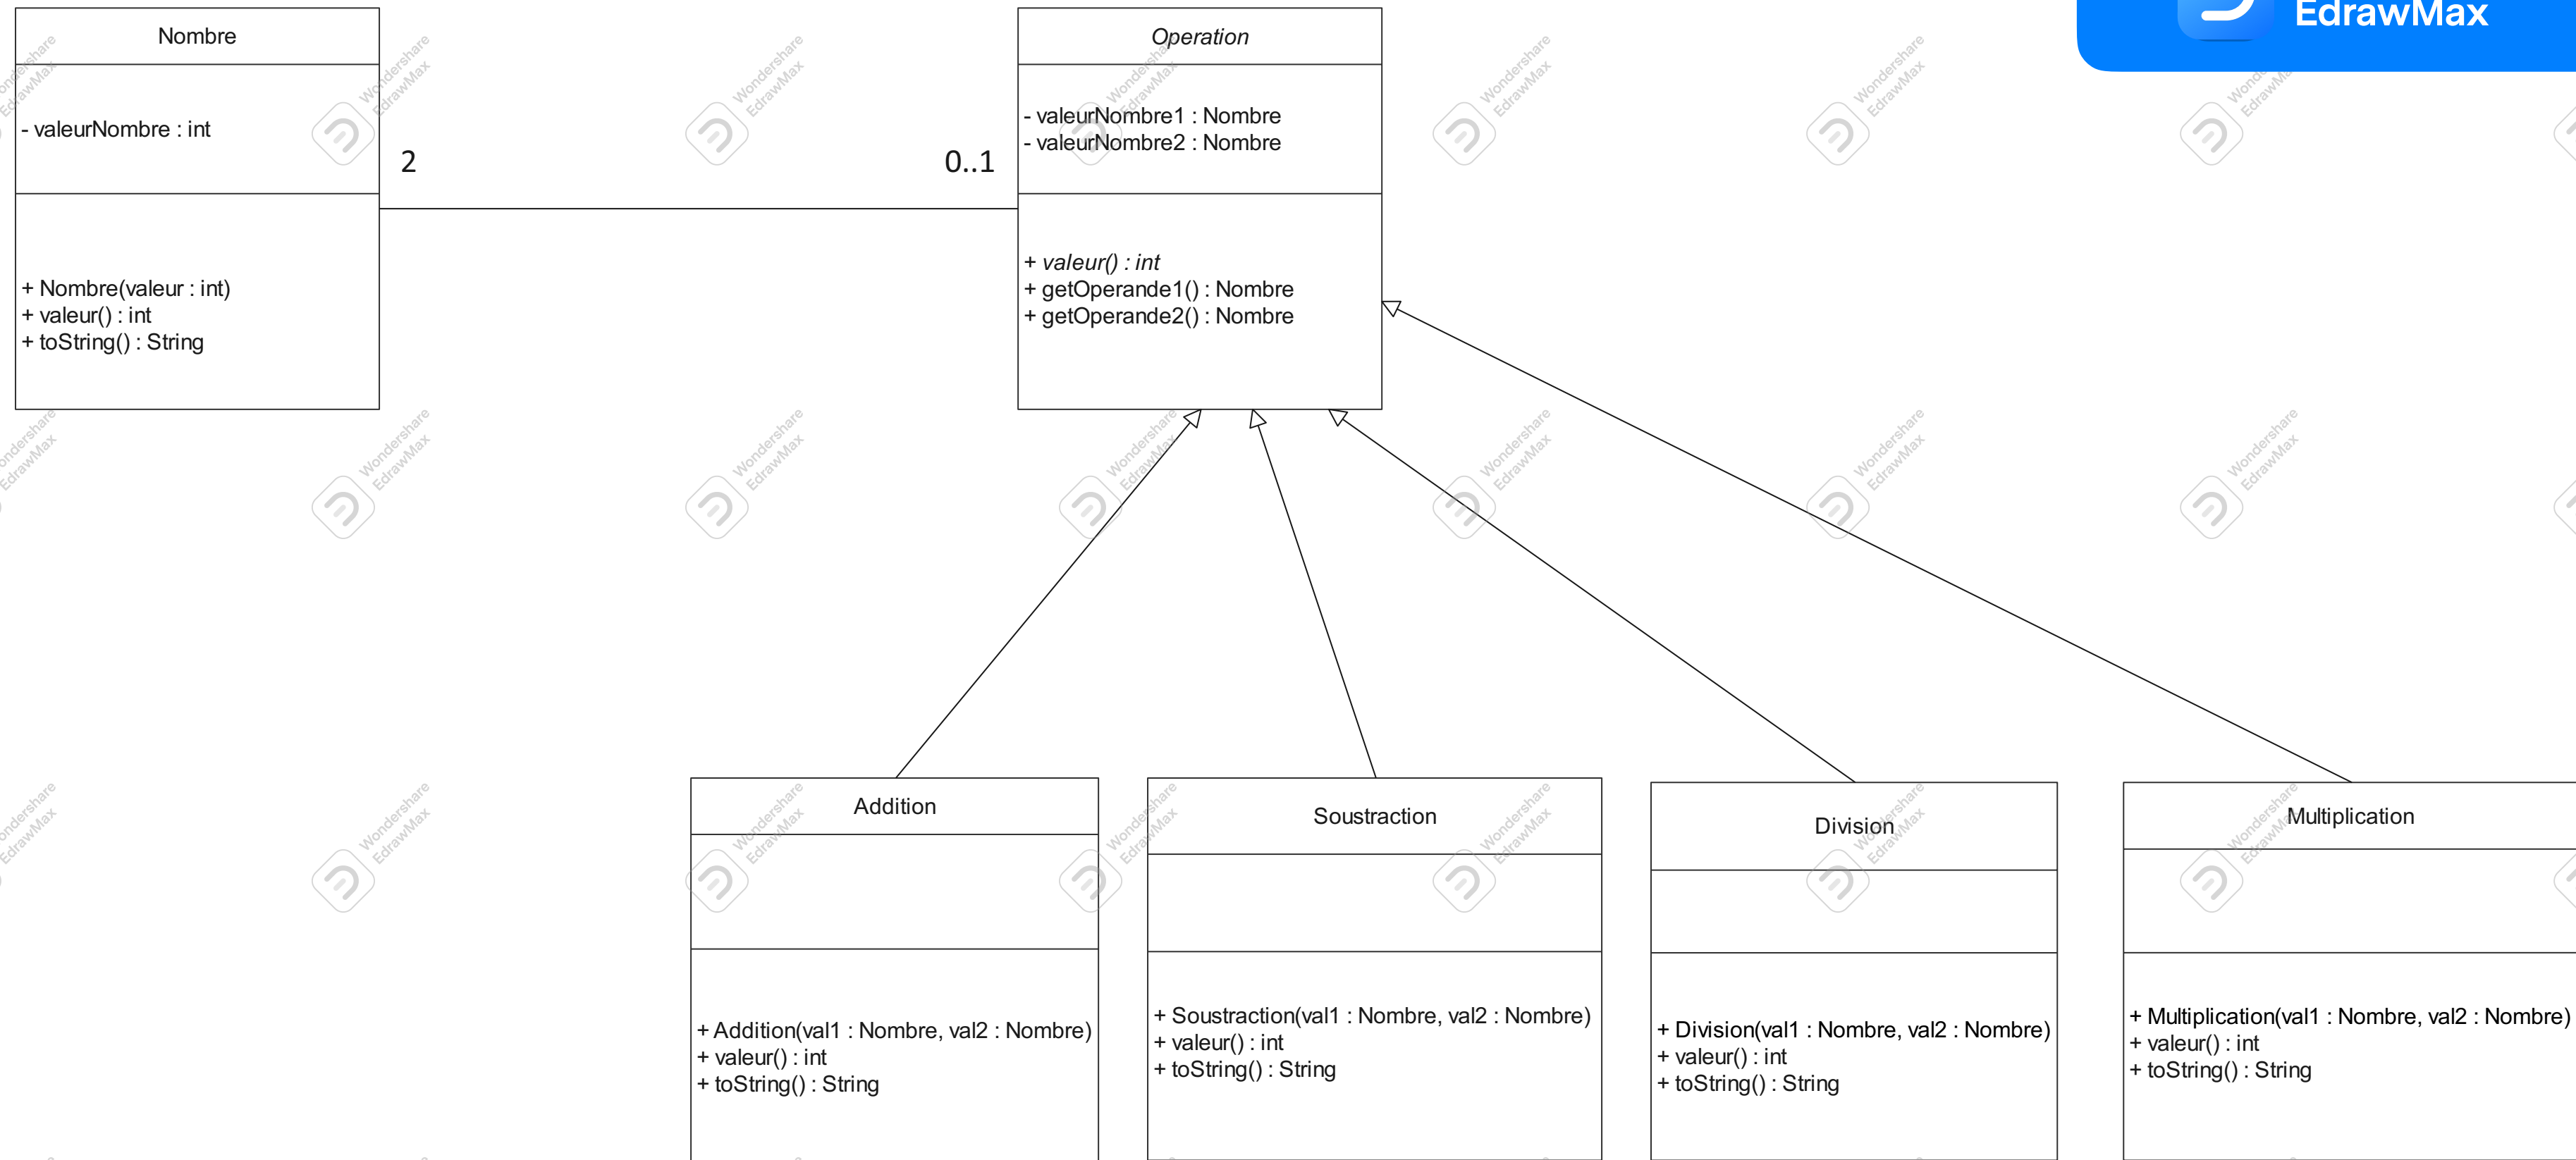 EdrawMax
Nombre
- valeurNombre : int
+ Nombre(valeur : int)
+ valeur() : int
+ toString() : String
2
0..1
Operation
- valeurNombre1 : Nombre
- valeurNombre2 : Nombre
+ valeur() : int
+ getOperande1() : Nombre
+ getOperande2() : Nombre
Addition
+ Addition(val1 : Nombre, val2 : Nombre)
+ valeur() : int
+ toString() : String
Soustraction
+ Soustraction(val1 : Nombre, val2 : Nombre)
+ valeur() : int
+ toString() : String
Division
+ Division(val1 : Nombre, val2 : Nombre)
+ valeur() : int
+ toString() : String
Multiplication
+ Multiplication(val1 : Nombre, val2 : Nombre)
+ valeur() : int
+ toString() : String
Wondershare
EdrawMax